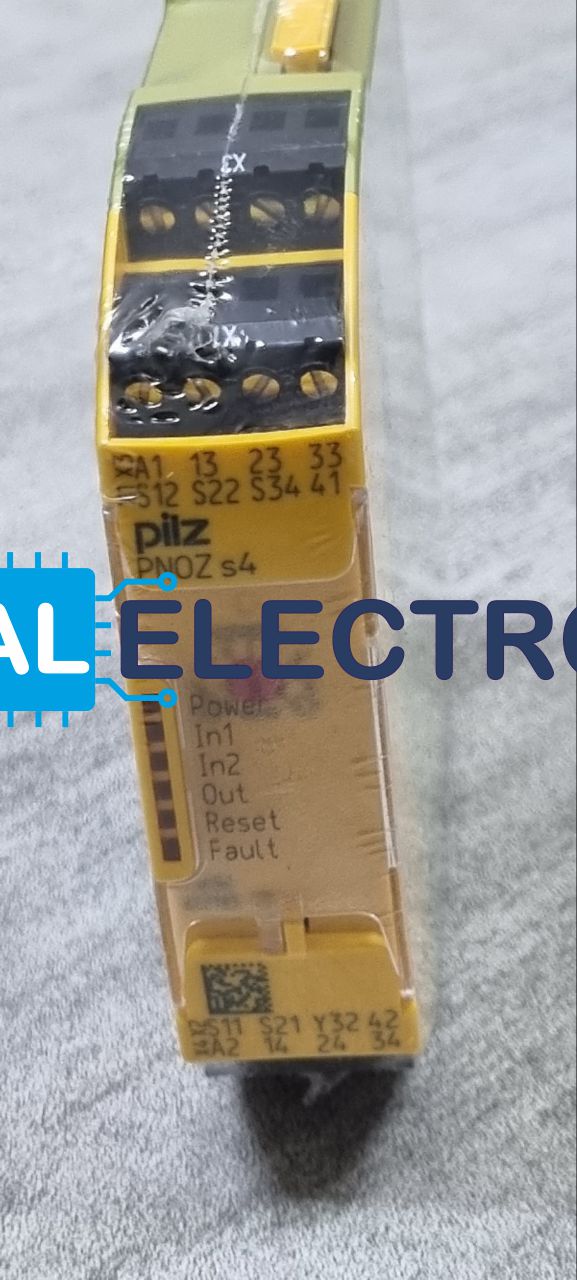 X3
X1
A1 13 23 33
S12 S22 S34 41
pilz
PNOZ s4
AL ELECTRO
Power
In1
In2
Out
Reset
Fault
S11 S21 Y32 42
A2 14 24 34